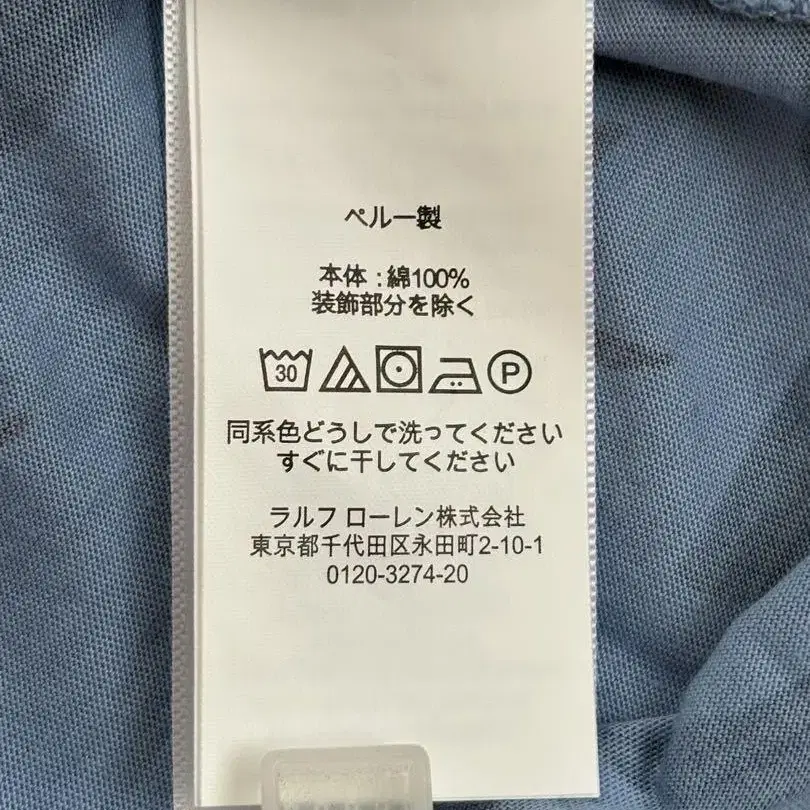 ペルー製
本体：綿100%
装飾部分を除く
30 P
同系色どうしで洗ってください
すぐに干してください
ラルフ ローレン株式会社
東京都千代田区永田町2-10-1
0120-3274-20